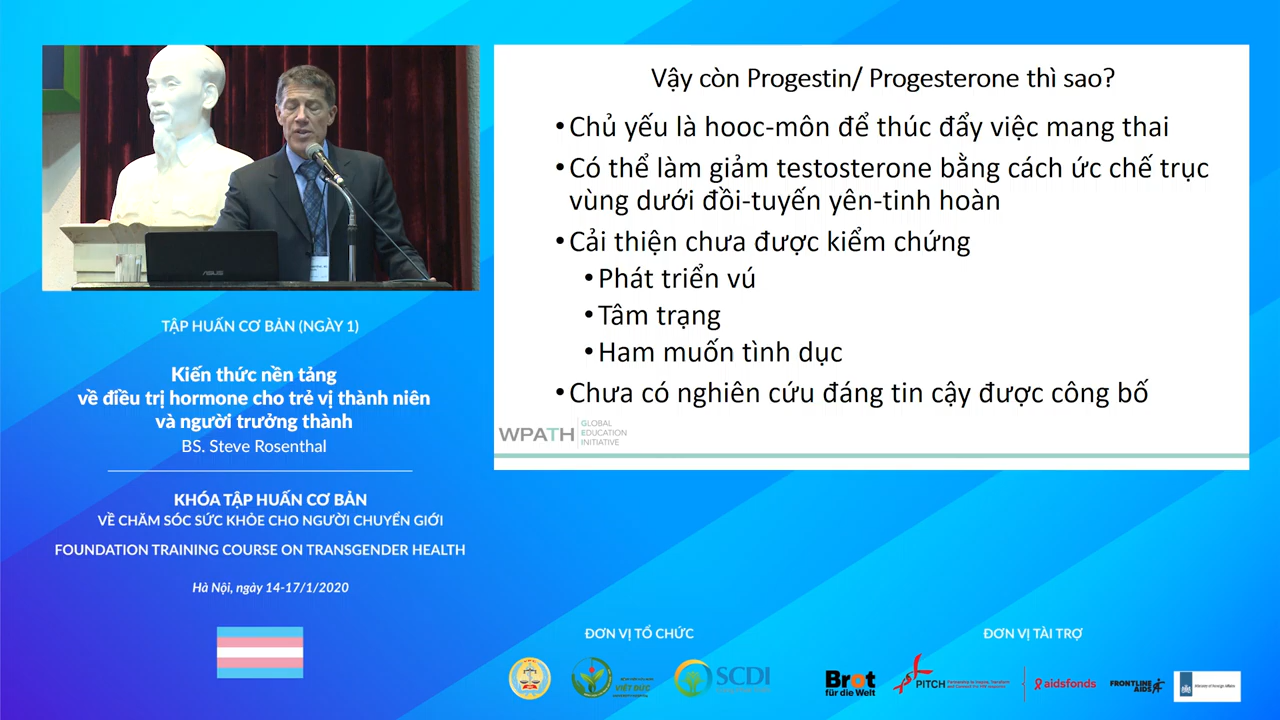 Vậy còn Progestin/ Progesterone thì sao?
•Chủ yếu là hooc-môn để thúc đẩy việc mang thai
•Có thể làm giảm testosterone bằng cách ức chế trục
vùng dưới đồi-tuyến yên-tinh hoàn
•Cải thiện chưa được kiểm chứng
•Phát triển vú
•Tâm trạng
•Ham muốn tình dục
•Chưa có nghiên cứu đáng tin cậy được công bố
WPATH
GLOBAL
EDUCATION
INITIATIVE
ASUS
TẬP HUẤN CƠ BẢN (NGÀY 1)
Kiến thức nền tảng
về điều trị hormone cho trẻ vị thành niên
và người trưởng thành
BS. Steve Rosenthal
KHÓA TẬP HUẤN CƠ BẢN
VỀ CHĂM SÓC SỨC KHỎE CHO NGƯỜI CHUYỂN GIỚI
FOUNDATION TRAINING COURSE ON TRANSGENDER HEALTH
Hà Nội, ngày 14-17/1/2020
ĐƠN VỊ TỔ CHỨC
VIỆT ĐỨC
SCDI
ĐƠN VỊ TÀI TRỢ
Brot
für die Welt
PITCH
aidsfonds
FRONTLINE
AIDS
Ministry of Foreign Affairs